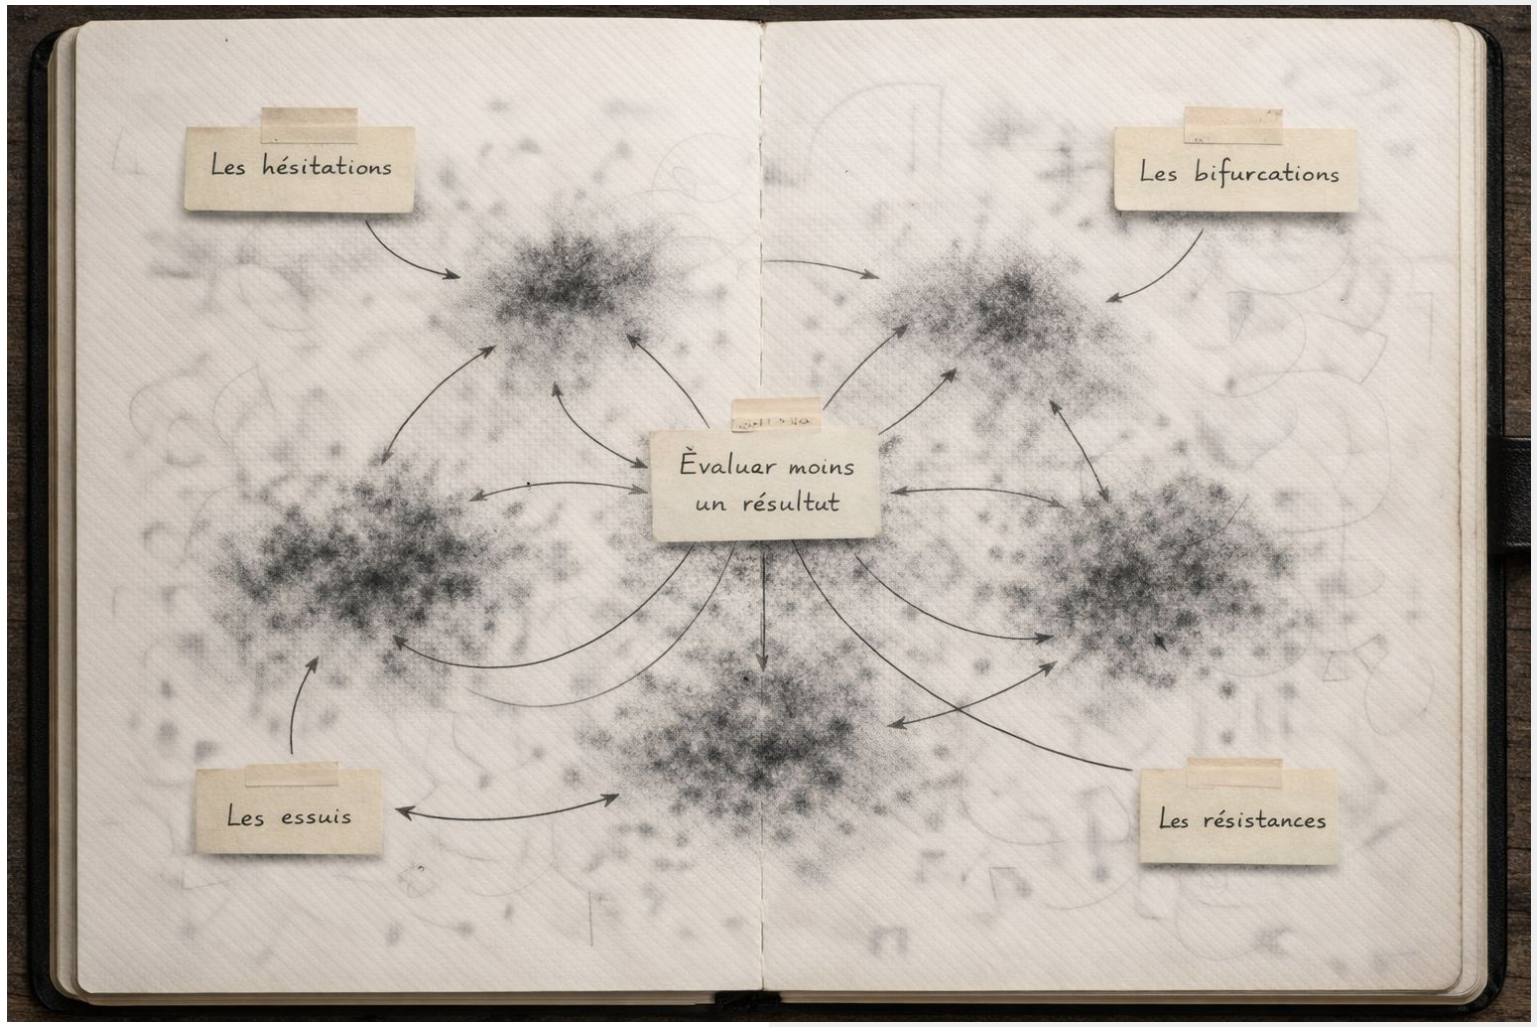 Les hésitations
Les bifurcations
Èvaluar moins
un résultut
Les essuis
Les résistances